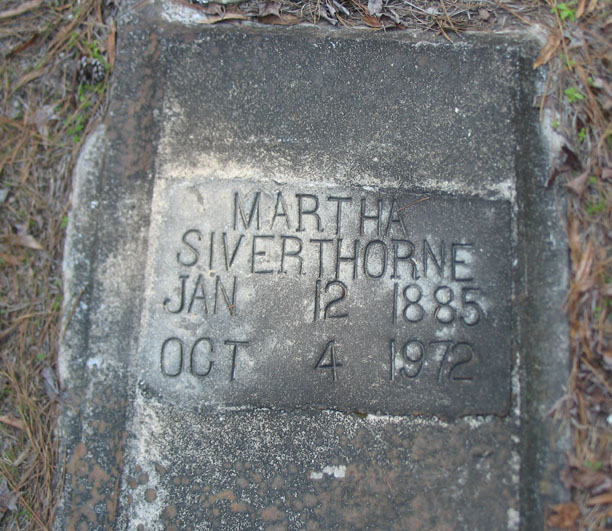 MARTHA
SIVERTHORNE
JAN 12 1885
OCT 4 1972